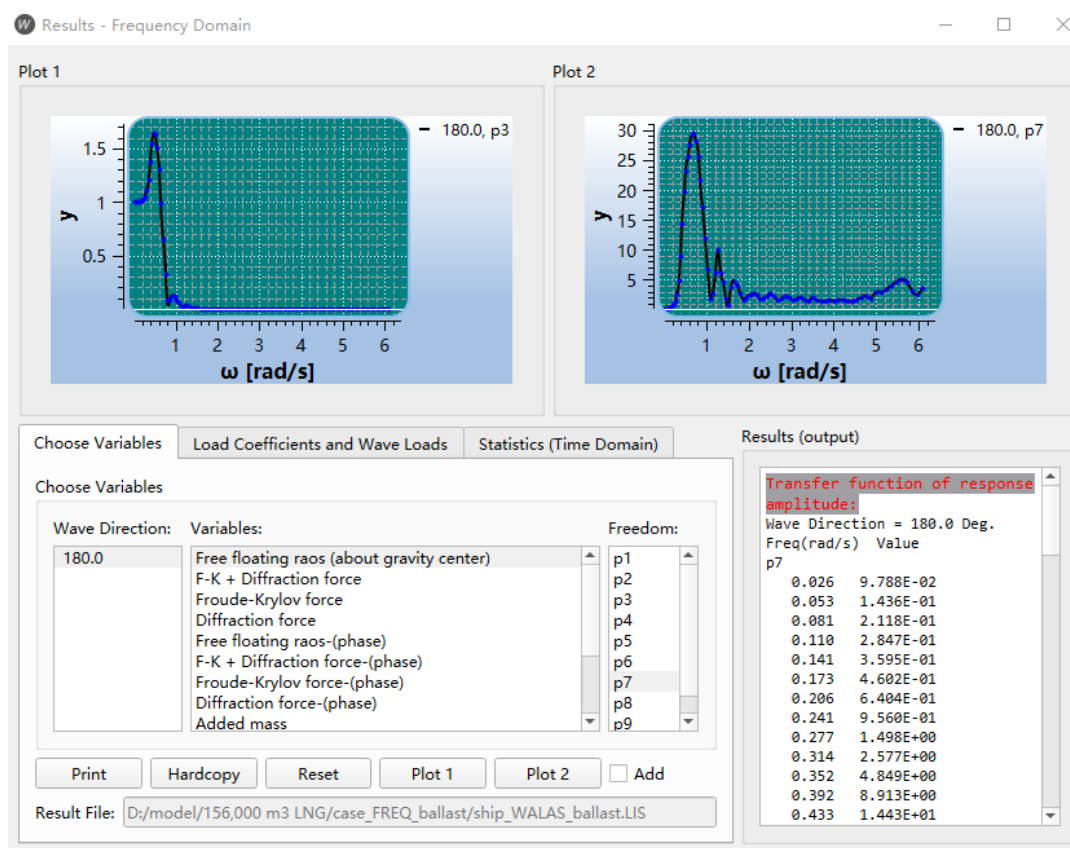 W Results - Frequency Domain
Plot 1
Plot 2
180.0, p3
180.0, p7
1.5
1
0.5
y
1 2 3 4 5 6
ω [rad/s]
30
25
20
15
10
5
y
1 2 3 4 5 6
ω [rad/s]
Choose Variables
Load Coefficients and Wave Loads
Statistics (Time Domain)
Choose Variables
Wave Direction:
Variables:
Freedom:
180.0
Free floating raos (about gravity center)
F-K + Diffraction force
Froude-Krylov force
Diffraction force
Free floating raos-(phase)
F-K + Diffraction force-(phase)
Froude-Krylov force-(phase)
Diffraction force-(phase)
Added mass
p1
p2
p3
p4
p5
p6
p7
p8
p9
Print
Hardcopy
Reset
Plot 1
Plot 2
Add
Result File: D:/model/156,000 m3 LNG/case_FREQ_ballast/ship_WALAS_ballast.LIS
Results (output)
Transfer function of response
amplitude:
Wave Direction = 180.0 Deg.
Freq(rad/s) Value
p7
0.026 9.788E-02
0.053 1.436E-01
0.081 2.118E-01
0.110 2.847E-01
0.141 3.595E-01
0.173 4.602E-01
0.206 6.404E-01
0.241 9.560E-01
0.277 1.498E+00
0.314 2.577E+00
0.352 4.849E+00
0.392 8.913E+00
0.433 1.443E+01